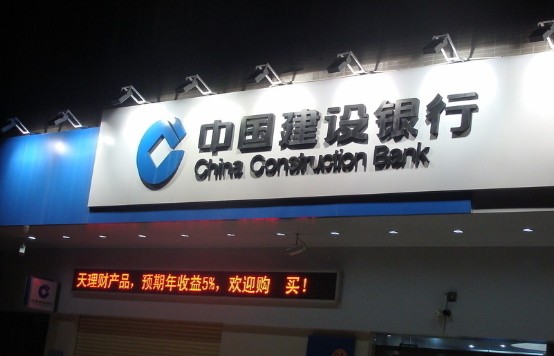 中国建设银行
China Construction Bank
天理财产品，预期年收益5%，欢迎购 买！